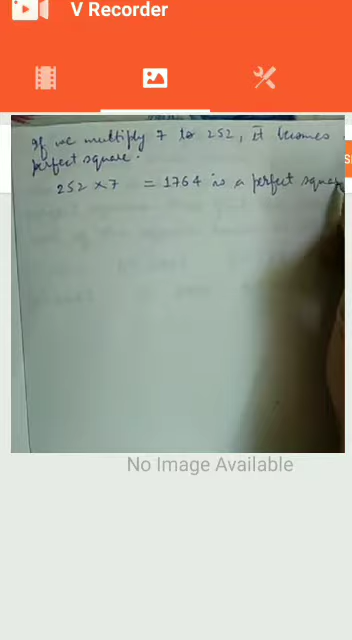 V Recorder
If we multiply 7 to 252, it becomes
perfect square.
252 × 7 = 1764 is a perfect square
No Image Available